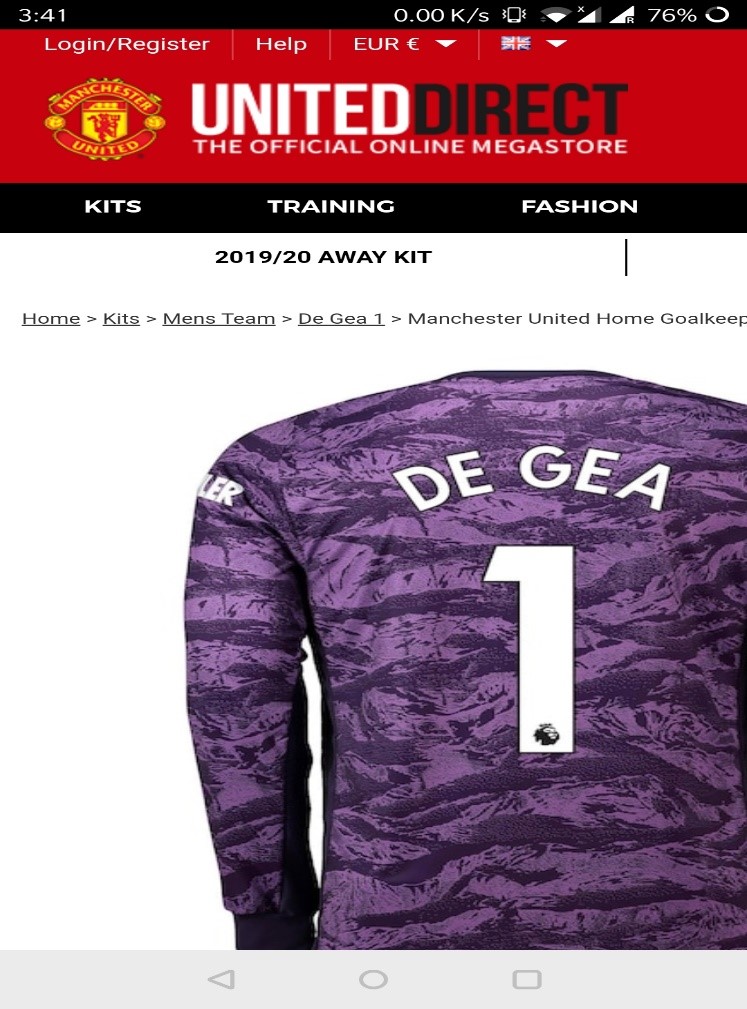 3:41 0.00 K/s 76%
Login/Register Help EUR €
MANCHESTER
UNITED
UNITEDDIRECT
THE OFFICIAL ONLINE MEGASTORE
KITS TRAINING FASHION
2019/20 AWAY KIT
Home > Kits > Mens Team > De Gea 1 > Manchester United Home Goalkeep
DE GEA
LER
1